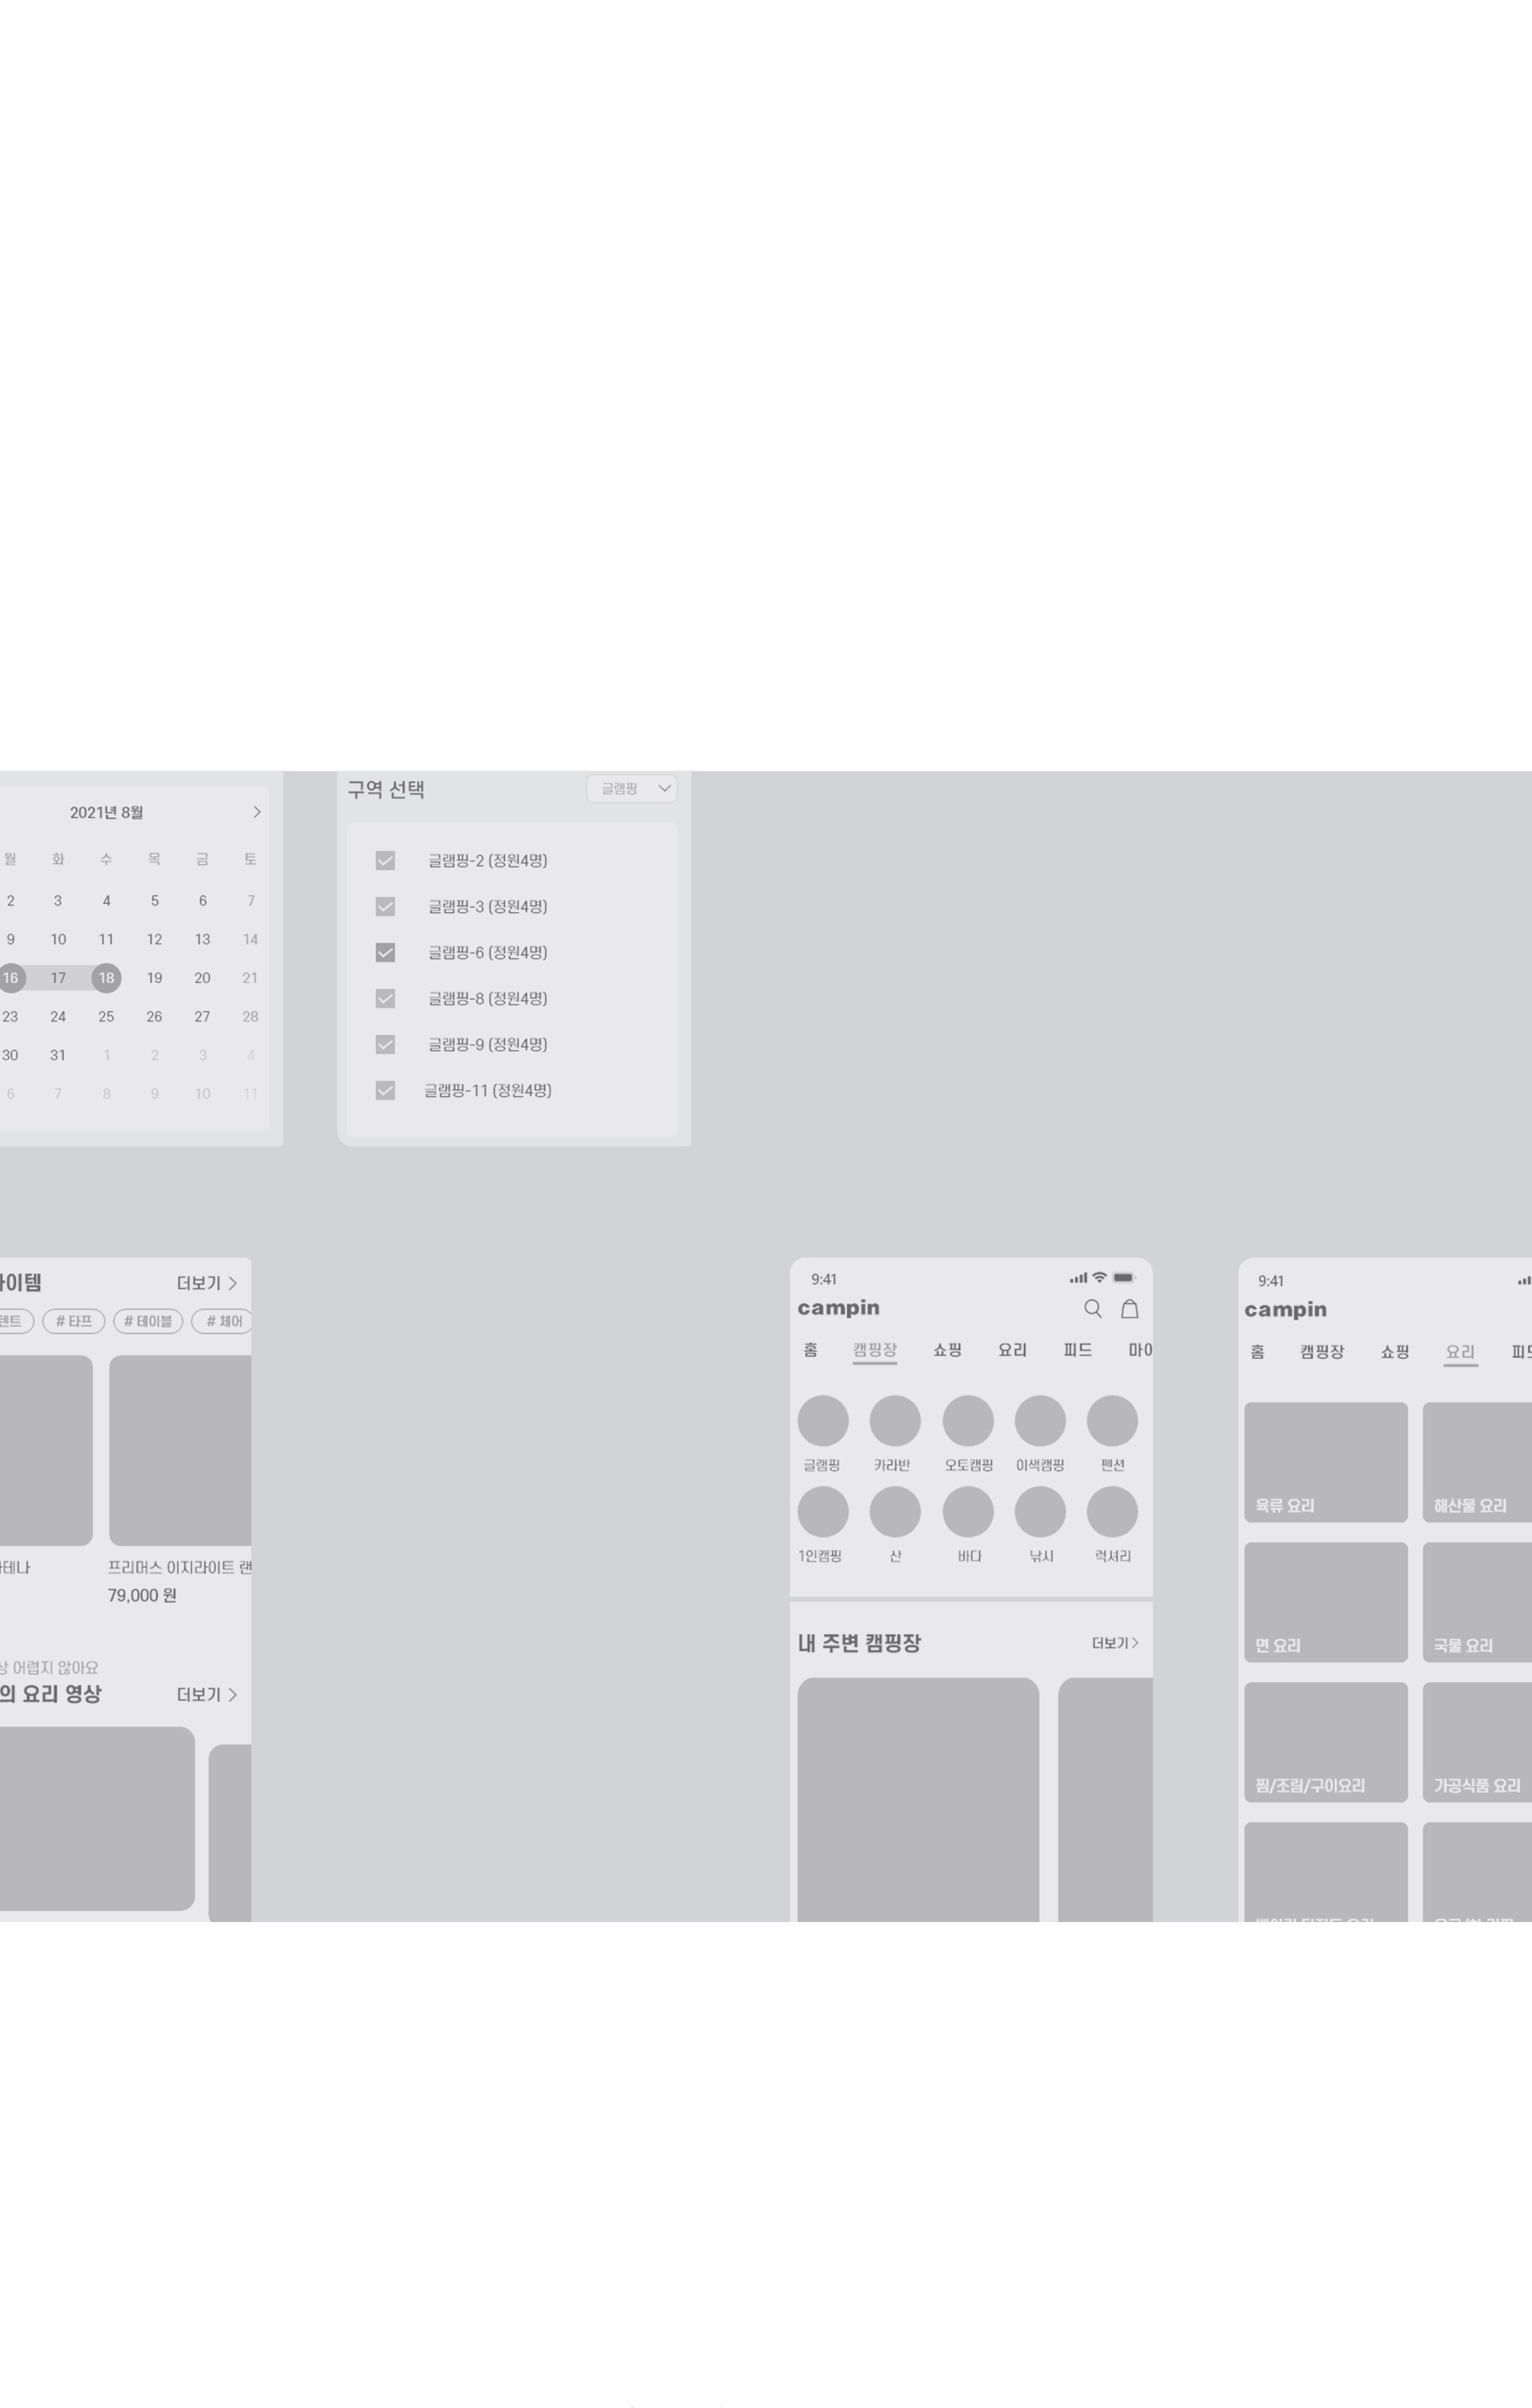 2021년 8월
월 화 수 목 금 토
2 3 4 5 6 7
9 10 11 12 13 14
16 17 18 19 20 21
23 24 25 26 27 28
30 31 1 2 3 4
6 7 8 9 10 11
구역 선택
글램핑
글램핑-2 (정원4명)
글램핑-3 (정원4명)
글램핑-6 (정원4명)
글램핑-8 (정원4명)
글램핑-9 (정원4명)
글램핑-11 (정원4명)
이템 더보기
텐트 # 타프 # 테이블 # 체어
테나
프리머스 이지라이트 랜
79,000 원
상 어렵지 않아요
의 요리 영상 더보기
9:41
campin
홈 캠핑장 쇼핑 요리 피드 마이
글램핑 카라반 오토캠핑 이색캠핑 펜션
1인캠핑 산 바다 낚시 럭셔리
내 주변 캠핑장 더보기
9:41
campin
홈 캠핑장 쇼핑 요리 피드
육류 요리 해산물 요리
면 요리 국물 요리
찜/조림/구이요리 가공식품 요리